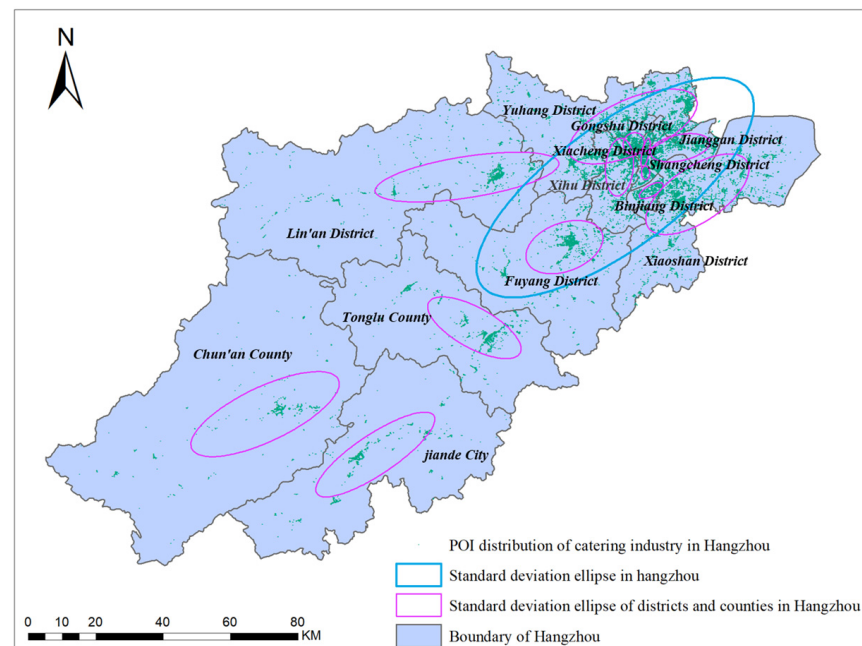 N
Yuhang District
Gongshu District
Jianggan District
Xiacheng District
Shangcheng District
Xihu District
Binjiang District
Lin'an District
Xiaoshan District
Fuyang District
Tonglu County
Chun'an County
jiande City
POI distribution of catering industry in Hangzhou
Standard deviation ellipse in hangzhou
Standard deviation ellipse of districts and counties in Hangzhou
Boundary of Hangzhou
0 20 40 60 80
KM